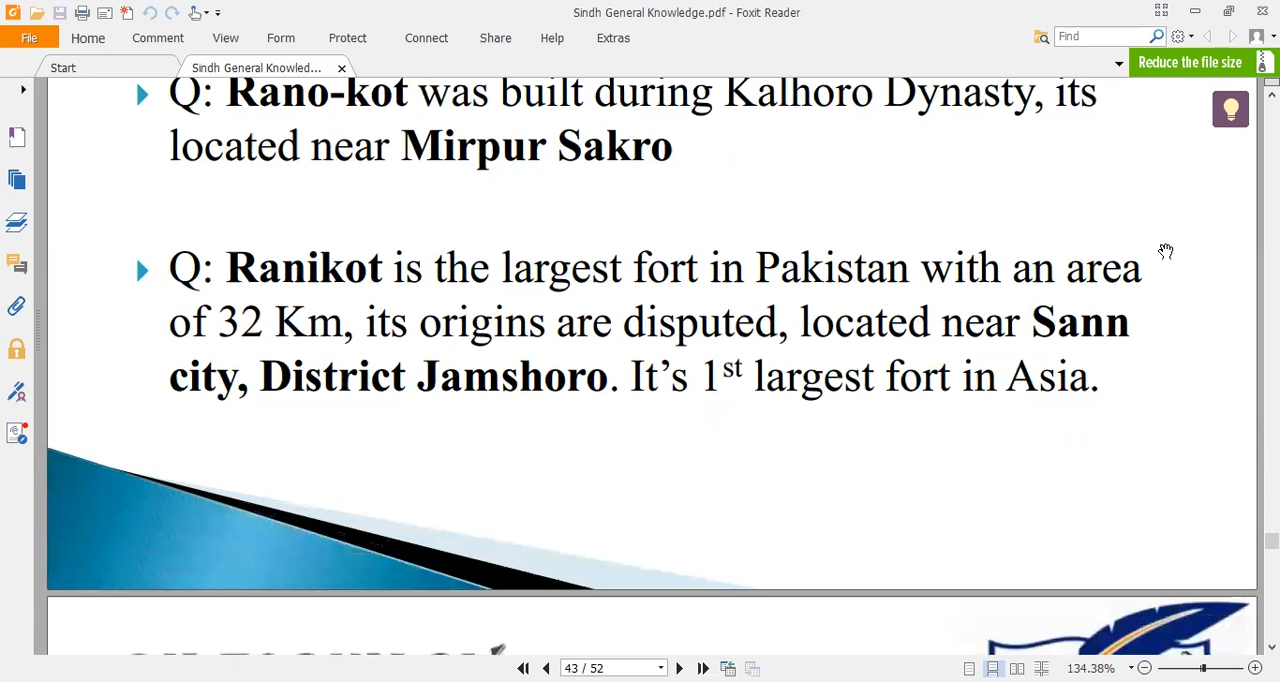 Sindh General Knowledge.pdf - Foxit Reader
File Home Comment View Form Protect Connect Share Help Extras Find
Start Sindh General Knowled... Reduce the file size
Q: Rano-kot was built during Kalhoro Dynasty, its
located near Mirpur Sakro
Q: Ranikot is the largest fort in Pakistan with an area
of 32 Km, its origins are disputed, located near Sann
city, District Jamshoro. It's 1st largest fort in Asia.
43 / 52 134.38%